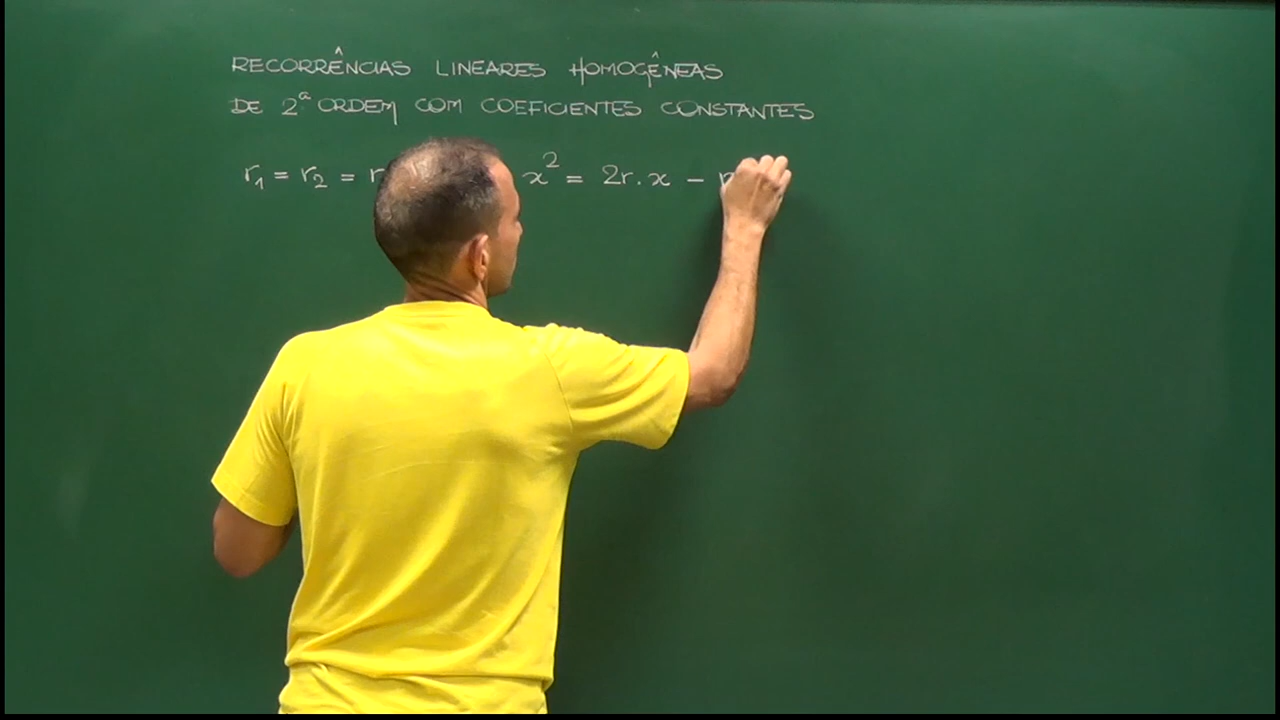 RECORRÊNCIAS LINEARES HOMOGÊNEAS
DE 2ª ORDEM COM COEFICIENTES CONSTANTES
r₁ = r₂ = r x² = 2r.x −